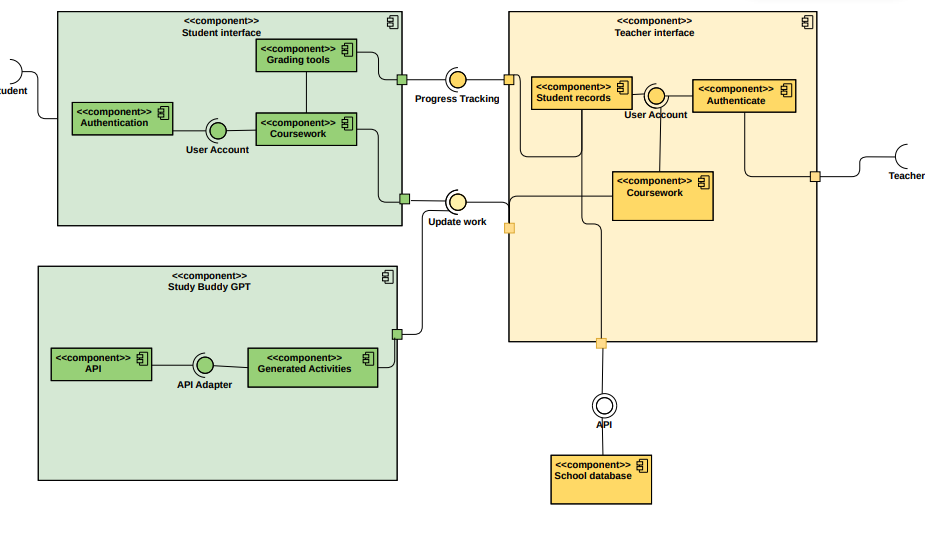 <<component>>
Student interface
<<component>>
Grading tools
tudent
<<component>>
Authentication
<<component>>
Coursework
User Account
Progress Tracking
Update work
<<component>>
Teacher interface
<<component>>
Student records
<<component>>
Authenticate
User Account
<<component>>
Coursework
Teacher
<<component>>
Study Buddy GPT
<<component>>
API
API Adapter
<<component>>
Generated Activities
API
<<component>>
School database